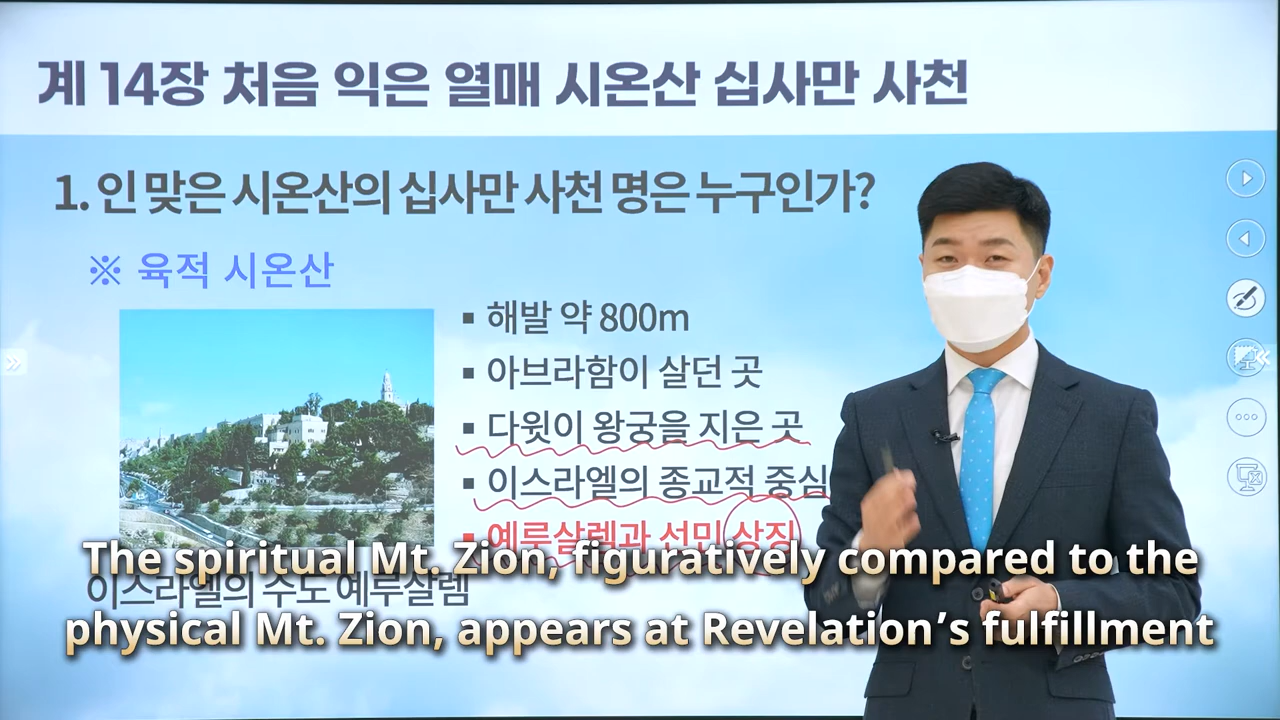 계 14장 처음 익은 열매 시온산 십사만 사천
1. 인 맞은 시온산의 십사만 사천 명은 누구인가?
※ 육적 시온산
▪ 해발 약 800m
▪ 아브라함이 살던 곳
▪ 다윗이 왕궁을 지은 곳
▪ 이스라엘의 종교적 중심
▪ 예루살렘과 선민 상징
이스라엘의 수도 예루살렘
The spiritual Mt. Zion, figuratively compared to the
physical Mt. Zion, appears at Revelation’s fulfillment